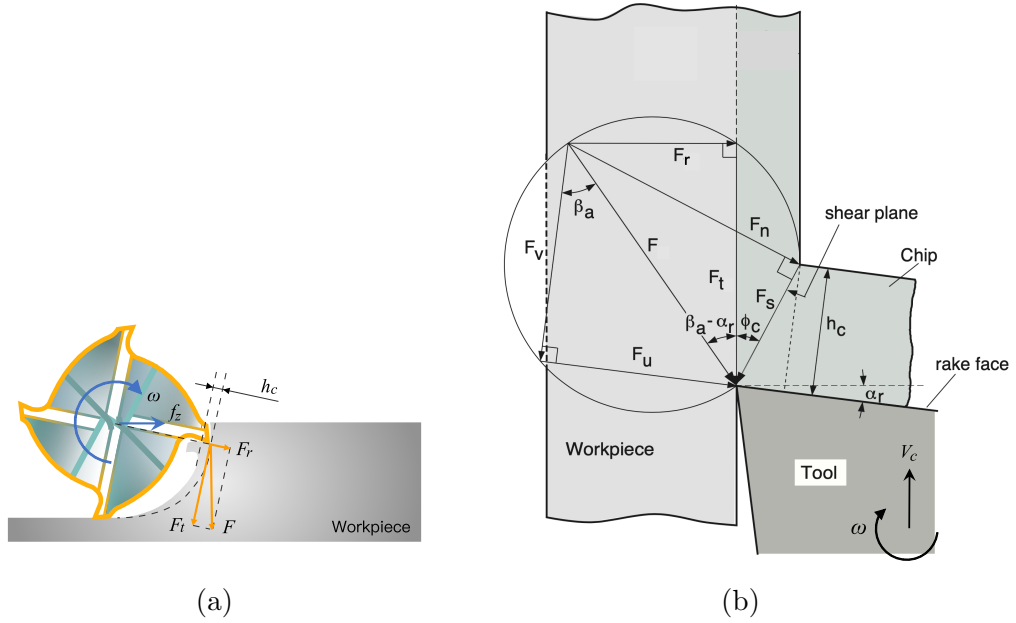 ω
f_z
h_c
F_r
F_t
F
Workpiece
(a)
F_r
β_a
F_n
shear plane
F_v
F
Chip
F_t
F_s
β_a - α_r
ϕ_c
h_c
F_u
rake face
α_r
Workpiece
Tool
V_c
ω
(b)